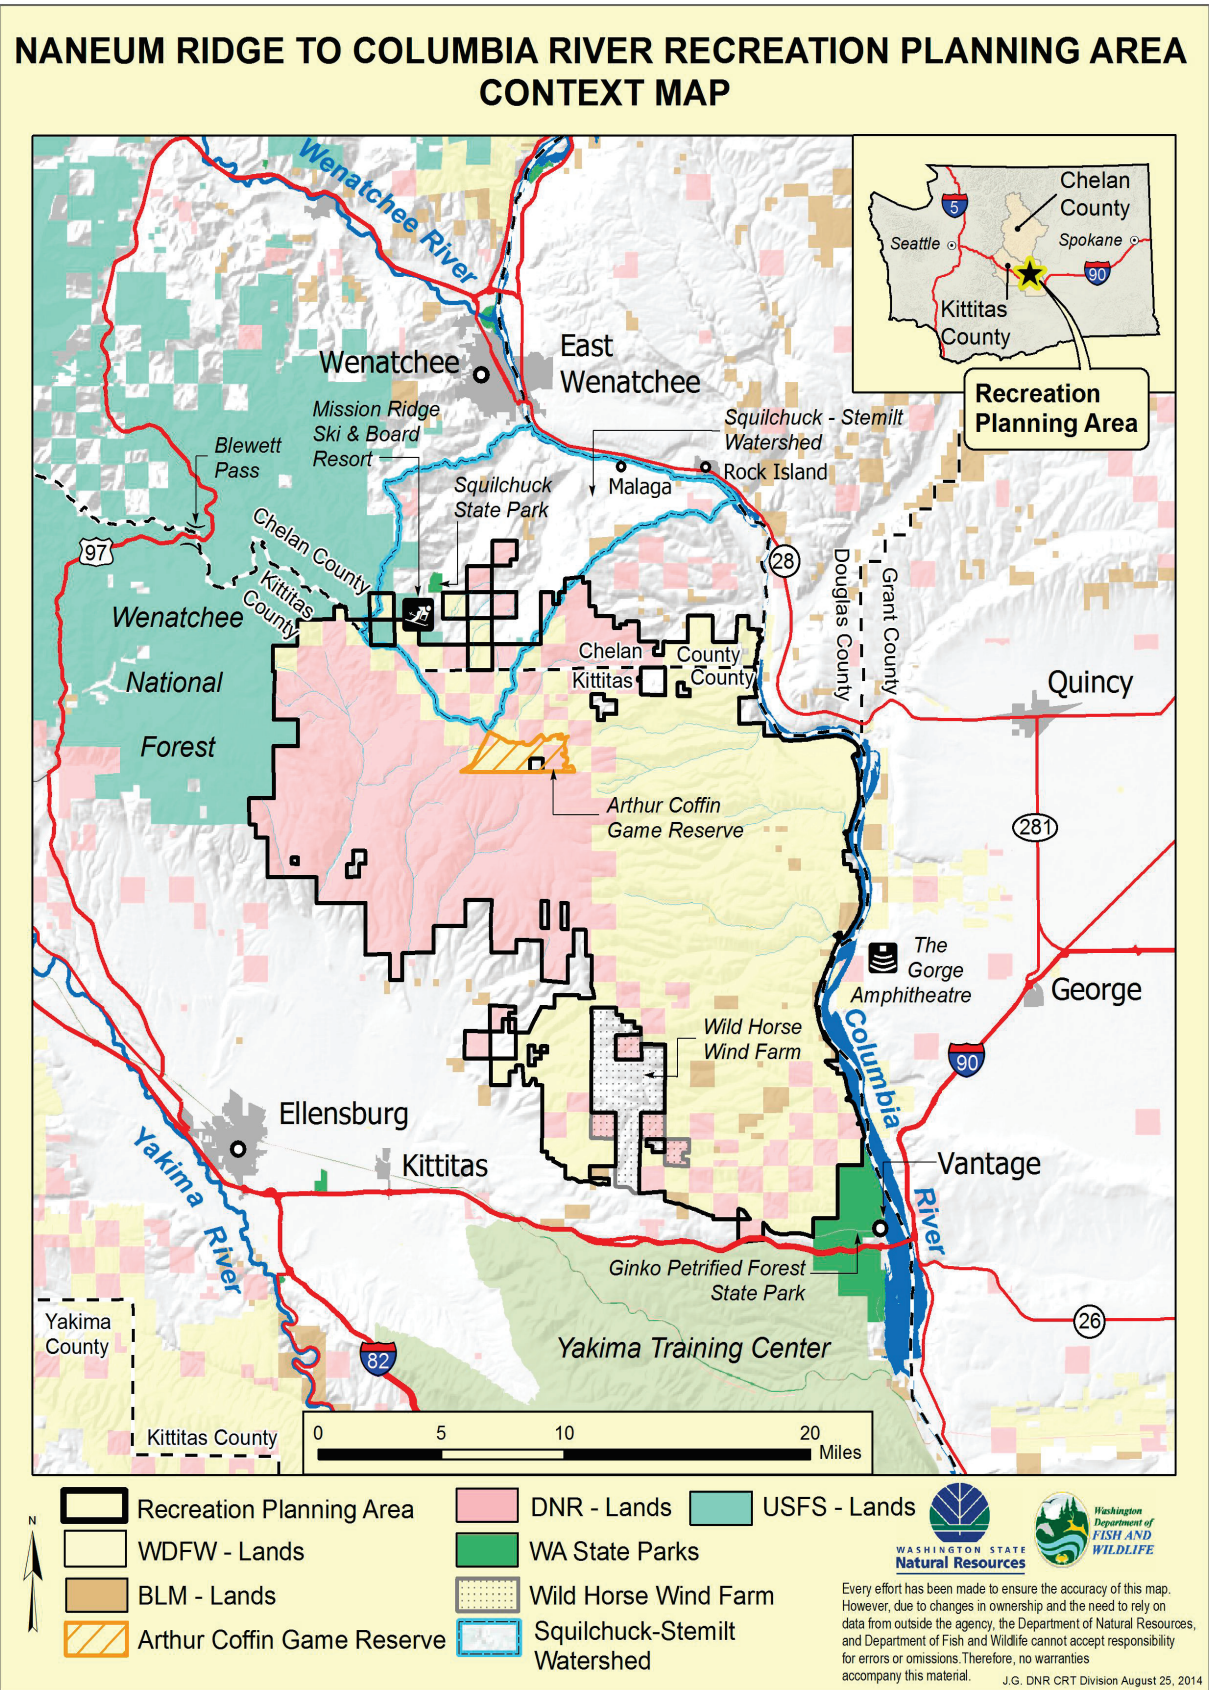 NANEUM RIDGE TO COLUMBIA RIVER RECREATION PLANNING AREA
CONTEXT MAP
Wenatchee River
Chelan
County
5
Seattle
Spokane
90
Kittitas
County
Recreation
Planning Area
Wenatchee
East
Wenatchee
Mission Ridge
Ski & Board
Resort
Squilchuck - Stemilt
Watershed
Blewett
Pass
Squilchuck
State Park
Malaga
Rock Island
97
Chelan County
Kittitas
County
28
Douglas County
Grant County
Wenatchee
National
Forest
Chelan
County
Kittitas
County
Quincy
Arthur Coffin
Game Reserve
281
The
Gorge
Amphitheatre
George
Columbia
River
Wild Horse
Wind Farm
90
Ellensburg
Kittitas
Yakima
River
Vantage
Ginko Petrified Forest
State Park
Yakima
County
Yakima Training Center
26
82
Kittitas County
0
5
10
20
Miles
N
Recreation Planning Area
WDFW - Lands
BLM - Lands
Arthur Coffin Game Reserve
DNR - Lands
USFS - Lands
WA State Parks
Wild Horse Wind Farm
Squilchuck-Stemilt
Watershed
WASHINGTON STATE
Natural Resources
Washington
Department of
FISH AND
WILDLIFE
Every effort has been made to ensure the accuracy of this map.
However, due to changes in ownership and the need to rely on
data from outside the agency, the Department of Natural Resources,
and Department of Fish and Wildlife cannot accept responsibility
for errors or omissions.Therefore, no warranties
accompany this material.
J.G. DNR CRT Division August 25, 2014